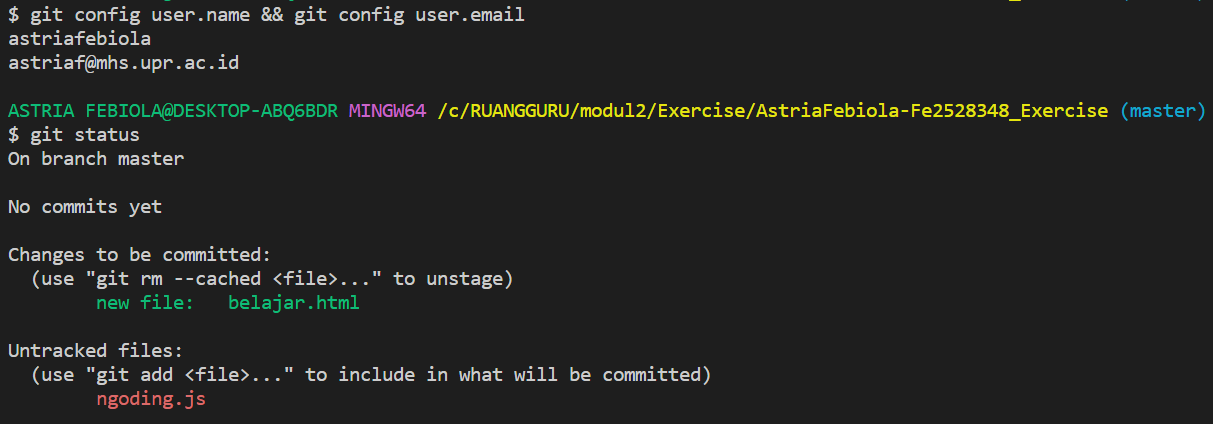 $ git config user.name && git config user.email
astriafebiola
astriaf@mhs.upr.ac.id
ASTRIA FEBIOLA@DESKTOP-ABQ6BDR MINGW64 /c/RUANGGURU/modul2/Exercise/AstriaFebiola-Fe2528348_Exercise (master)
$ git status
On branch master
No commits yet
Changes to be committed:
(use "git rm --cached <file>..." to unstage)
new file: belajar.html
Untracked files:
(use "git add <file>..." to include in what will be committed)
ngoding.js